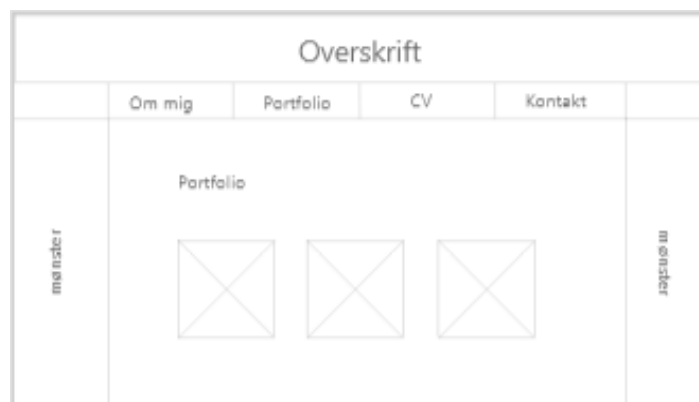 Overskrift
Om mig Portfolio CV Kontakt
Portfolio
mønster
mønster